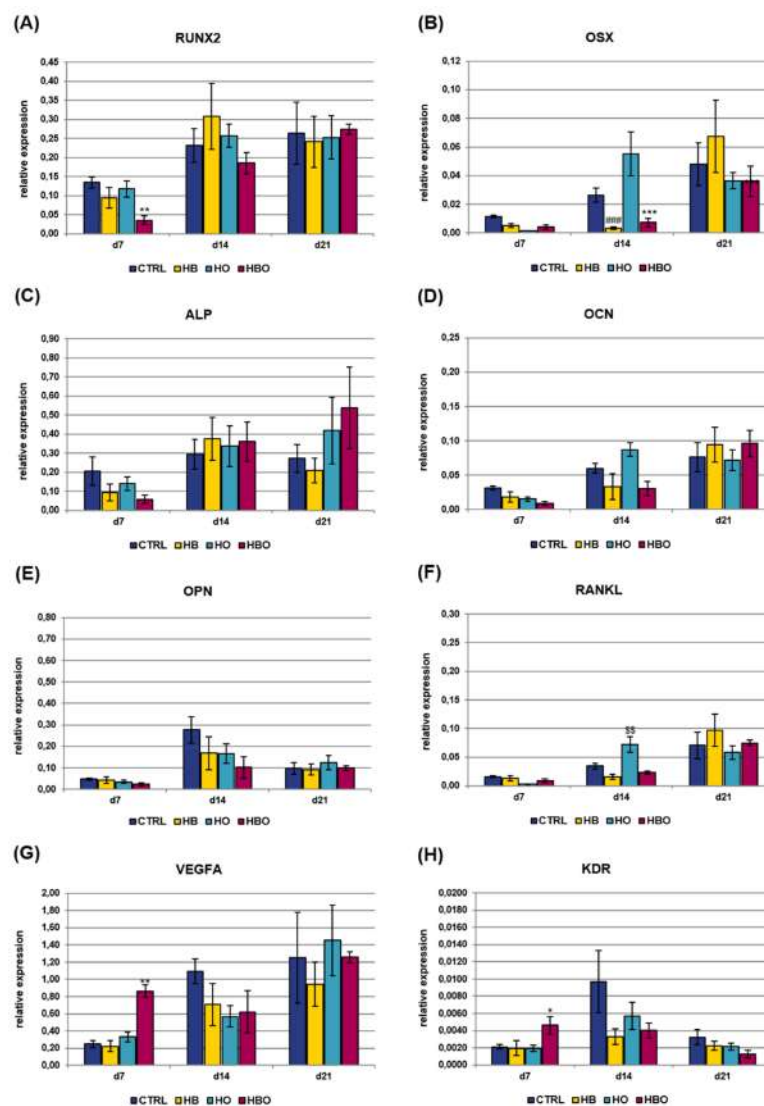 (A)
RUNX2
relative expression
0,45
0,40
0,35
0,30
0,25
0,20
0,15
0,10
0,05
0,00
**
d7 d14 d21
CTRL HB HO HBO
(B)
OSX
relative expression
0,12
0,10
0,08
0,06
0,04
0,02
0,00
### ***
d7 d14 d21
CTRL HB HO HBO
(C)
ALP
relative expression
0,90
0,80
0,70
0,60
0,50
0,40
0,30
0,20
0,10
0,00
d7 d14 d21
CTRL HB HO HBO
(D)
OCN
relative expression
0,25
0,20
0,15
0,10
0,05
0,00
d7 d14 d21
CTRL HB HO HBO
(E)
OPN
relative expression
0,80
0,70
0,60
0,50
0,40
0,30
0,20
0,10
0,00
d7 d14 d21
CTRL HB HO HBO
(F)
RANKL
relative expression
0,30
0,25
0,20
0,15
0,10
0,05
0,00
$$
d7 d14 d21
CTRL HB HO HBO
(G)
VEGFA
relative expression
2,00
1,80
1,60
1,40
1,20
1,00
0,80
0,60
0,40
0,20
0,00
**
d7 d14 d21
CTRL HB HO HBO
(H)
KDR
relative expression
0,0200
0,0180
0,0160
0,0140
0,0120
0,0100
0,0080
0,0060
0,0040
0,0020
0,0000
*
d7 d14 d21
CTRL HB HO HBO